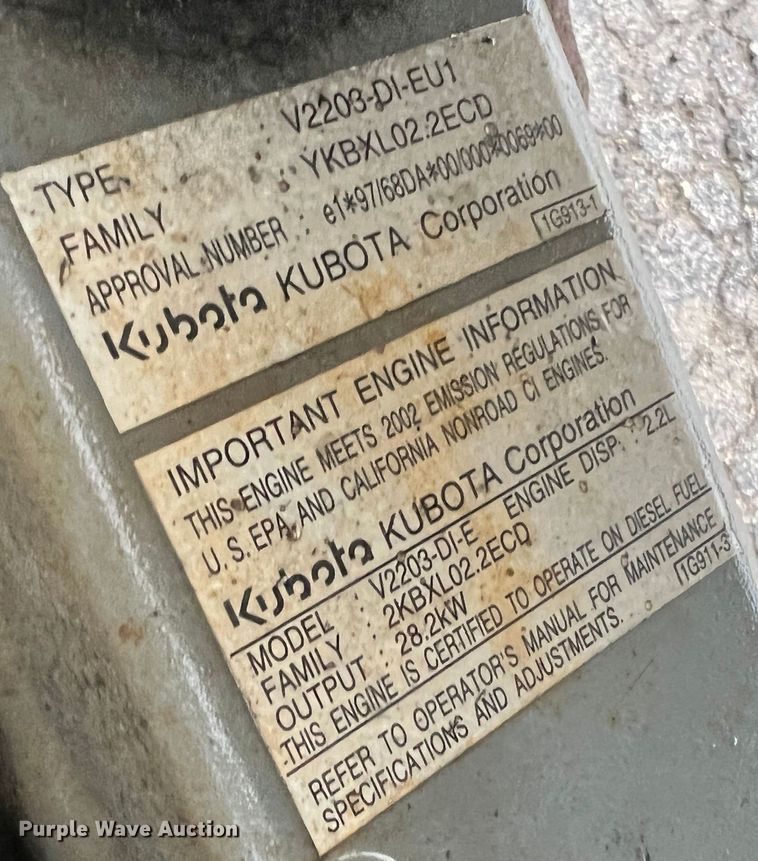 TYPE : V2203-DI-EU1
FAMILY : YKBXL02.2ECD
APPROVAL NUMBER : e1*97/68DA*00/000*0069*00
Kubota KUBOTA Corporation
1G913-1
IMPORTANT ENGINE INFORMATION
THIS ENGINE MEETS 2002 EMISSION REGULATIONS FOR
U.S. EPA AND CALIFORNIA NONROAD CI ENGINES.
Kubota KUBOTA Corporation
MODEL : V2203-DI-E ENGINE DISP. : 2.2L
FAMILY : 2KBXL02.2ECD
OUTPUT : 28.2kW
THIS ENGINE IS CERTIFIED TO OPERATE ON DIESEL FUEL.
REFER TO OPERATOR'S MANUAL FOR MAINTENANCE
SPECIFICATIONS AND ADJUSTMENTS.
1G911-3
Purple Wave Auction